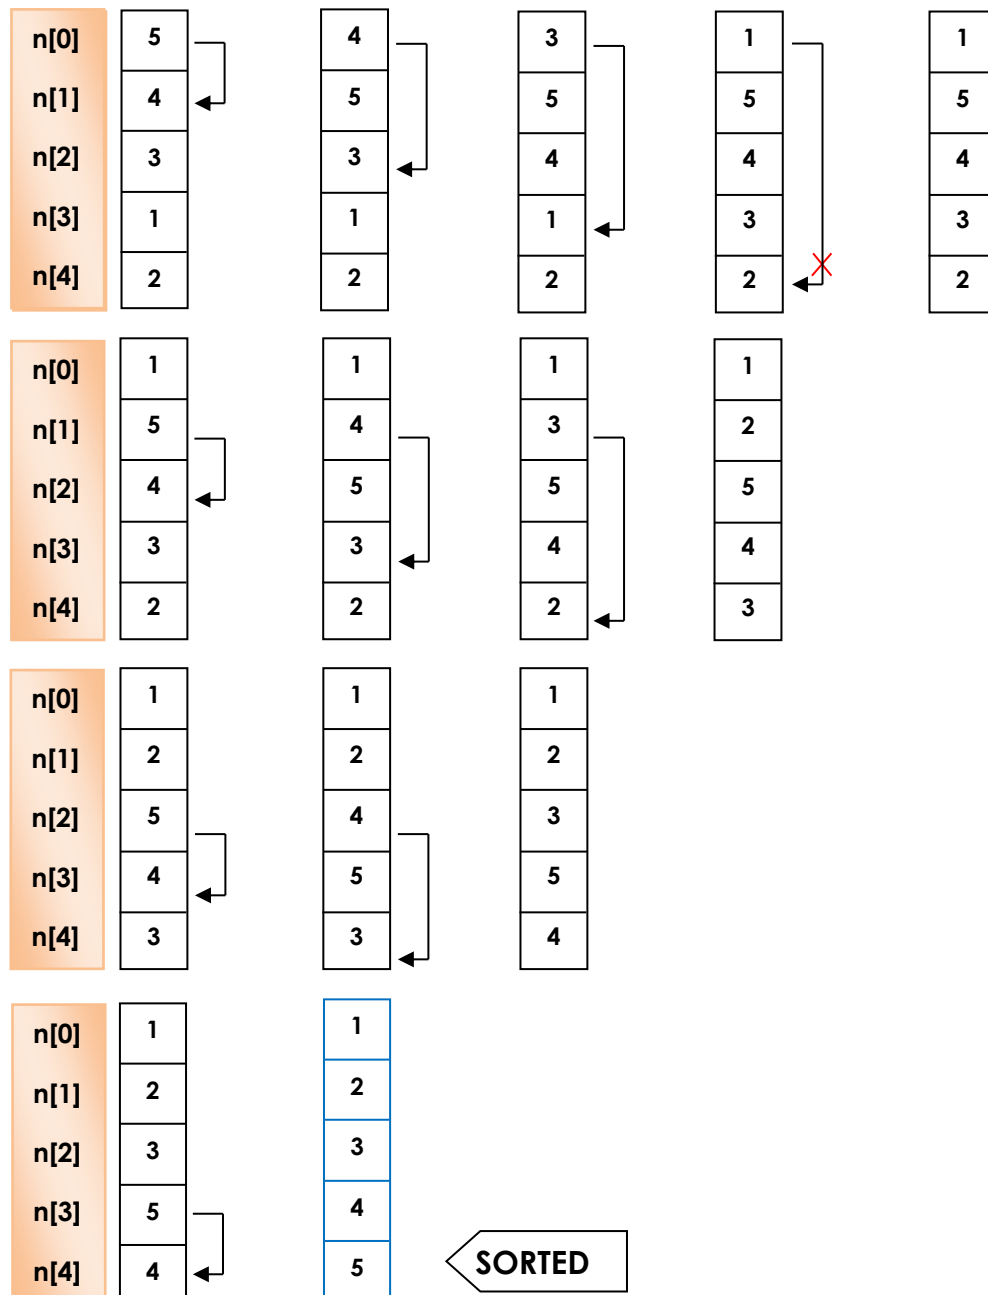 n[0] 5 4 3 1 1
n[1] 4 5 5 5 5
n[2] 3 3 4 4 4
n[3] 1 1 1 3 3
n[4] 2 2 2 2 2
n[0] 1 1 1 1
n[1] 5 4 3 2
n[2] 4 5 5 5
n[3] 3 3 4 4
n[4] 2 2 2 3
n[0] 1 1 1
n[1] 2 2 2
n[2] 5 4 3
n[3] 4 5 5
n[4] 3 3 4
n[0] 1 1
n[1] 2 2
n[2] 3 3
n[3] 5 4
n[4] 4 5 SORTED